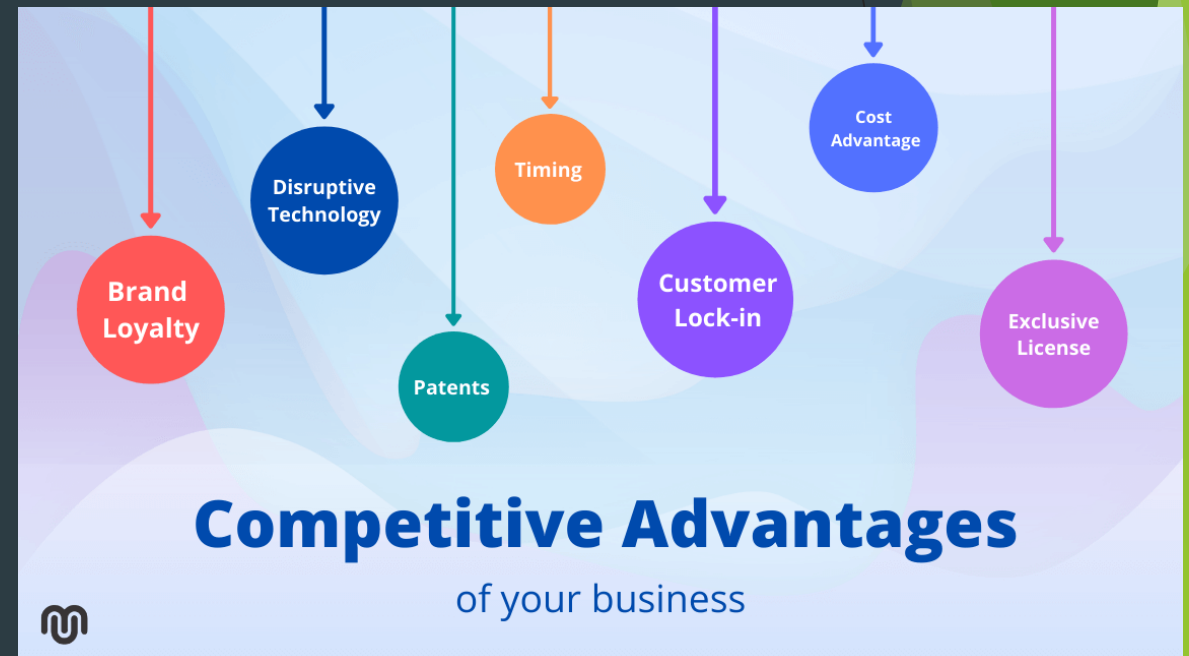 Brand
Loyalty
Disruptive
Technology
Patents
Timing
Customer
Lock-in
Cost
Advantage
Exclusive
License
Competitive Advantages
of your business